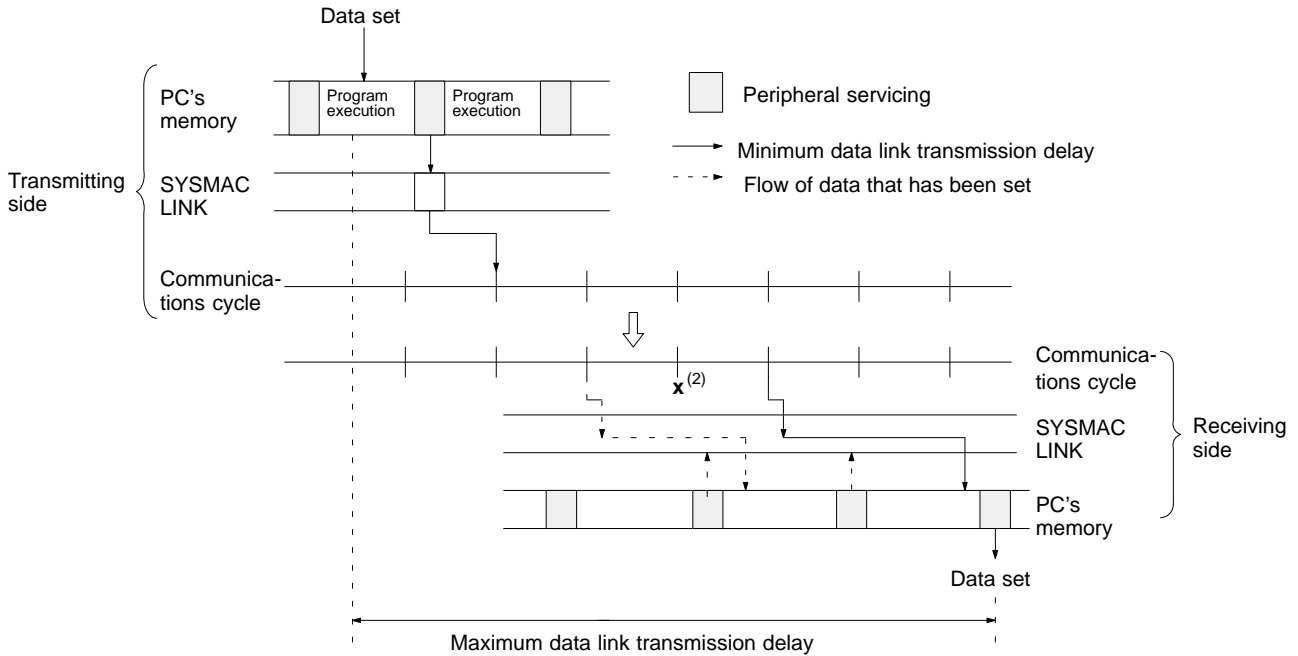 Data set
Program
execution
Program
execution
PC's
memory
Peripheral servicing
Minimum data link transmission delay
Flow of data that has been set
Transmitting
side
SYSMAC
LINK
Communica-
tions cycle
Communica-
tions cycle
x (2)
SYSMAC
LINK
Receiving
side
PC's
memory
Data set
Maximum data link transmission delay